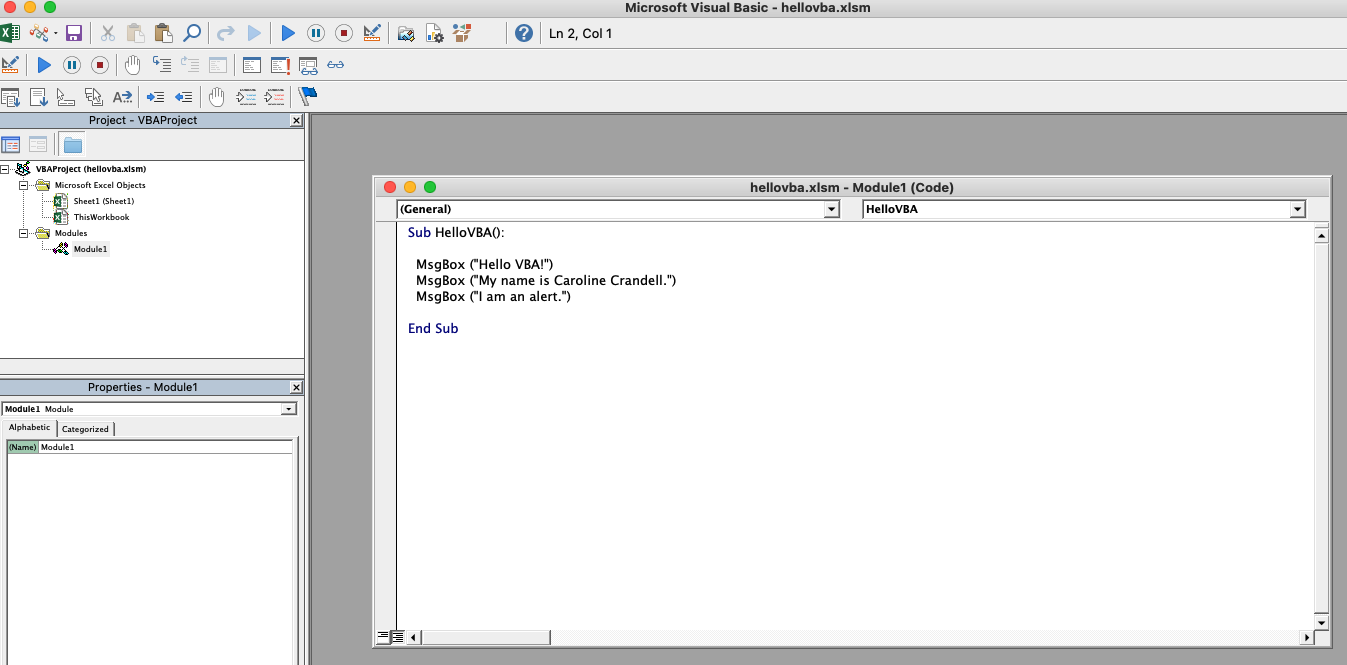 Microsoft Visual Basic - hellovba.xlsm
Ln 2, Col 1
Project - VBAProject
VBAProject (hellovba.xlsm)
Microsoft Excel Objects
Sheet1 (Sheet1)
ThisWorkbook
Modules
Module1
Properties - Module1
Module1 Module
Alphabetic Categorized
(Name) Module1
hellovba.xlsm - Module1 (Code)
(General) HelloVBA
Sub HelloVBA():
MsgBox ("Hello VBA!")
MsgBox ("My name is Caroline Crandell.")
MsgBox ("I am an alert.")
End Sub